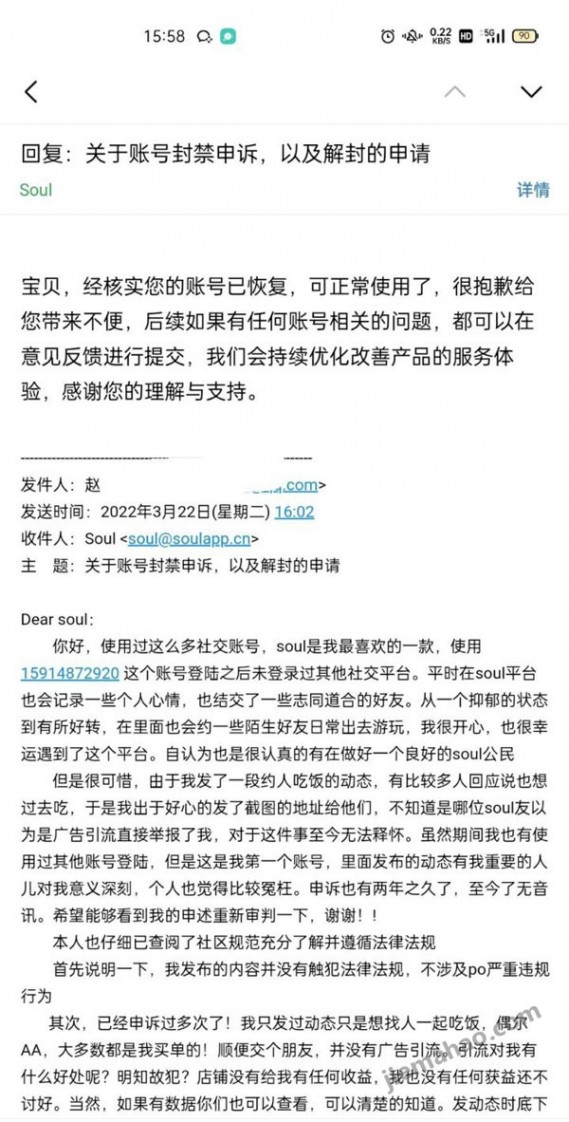 15:58
0.22 KB/S HD 5G 90
回复：关于账号封禁申诉，以及解封的申请
Soul 详情
宝贝，经核实您的账号已恢复，可正常使用了，很抱歉给
您带来不便，后续如果有任何账号相关的问题，都可以在
意见反馈进行提交，我们会持续优化改善产品的服务体
验，感谢您的理解与支持。
发件人：赵 .com>
发送时间：2022年3月22日(星期二) 16:02
收件人：Soul <soul@soulapp.cn>
主 题：关于账号封禁申诉，以及解封的申请
Dear soul：
你好，使用过这么多社交账号，soul是我最喜欢的一款，使用
15914872920 这个账号登陆之后未登录过其他社交平台。平时在soul平台
也会记录一些个人心情，也结交了一些志同道合的好友。从一个抑郁的状态
到有所好转，在里面也会约一些陌生好友日常出去游玩，我很开心，也很幸
运遇到了这个平台。自认为也是很认真的有在做好一个良好的soul公民
但是很可惜，由于我发了一段约人吃饭的动态，有比较多人回应说也想
过去吃，于是我出于好心的发了截图的地址给他们，不知道是哪位soul友以
为是广告引流直接举报了我，对于这件事至今无法释怀。虽然期间我也有使
用过其他账号登陆，但是这是我第一个账号，里面发布的动态有我重要的人
儿对我意义深刻，个人也觉得比较冤枉。申诉也有两年之久了，至今了无音
讯。希望能够看到我的申述重新审判一下，谢谢！！
本人也仔细已查阅了社区规范充分了解并遵循法律法规
首先说明一下，我发布的内容并没有触犯法律法规，不涉及po严重违规
行为
其次，已经申诉过多次了！我只发过动态只是想找人一起吃饭，偶尔
AA，大多数都是我买单的！顺便交个朋友，并没有广告引流。引流对我有
什么好处呢？明知故犯？店铺没有给我有任何收益，我也没有任何获益还不
讨好。当然，如果有数据你们也可以查看，可以清楚的知道。发动态时底下
jiamahao.com